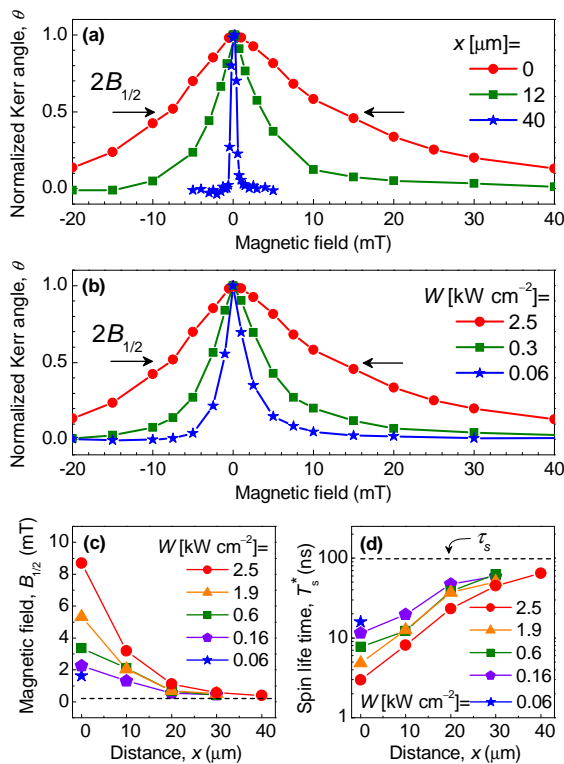 (a)
x [μm]=
0
12
40
2B1/2
Normalized Kerr angle, θ
1.0
0.5
0.0
-20 -10 0 10 20 30 40
Magnetic field (mT)
(b)
W [kW cm−2]=
2.5
0.3
0.06
2B1/2
Normalized Kerr angle, θ
1.0
0.5
0.0
-20 -10 0 10 20 30 40
Magnetic field (mT)
(c)
W [kW cm−2]=
2.5
1.9
0.6
0.16
0.06
Magnetic field, B1/2 (mT)
10
8
6
4
2
0
0 10 20 30 40
Distance, x (μm)
(d)
τs
Spin life time, Ts* (ns)
100
10
1
2.5
1.9
0.6
0.16
W [kW cm−2]= 0.06
0 10 20 30 40
Distance, x (μm)